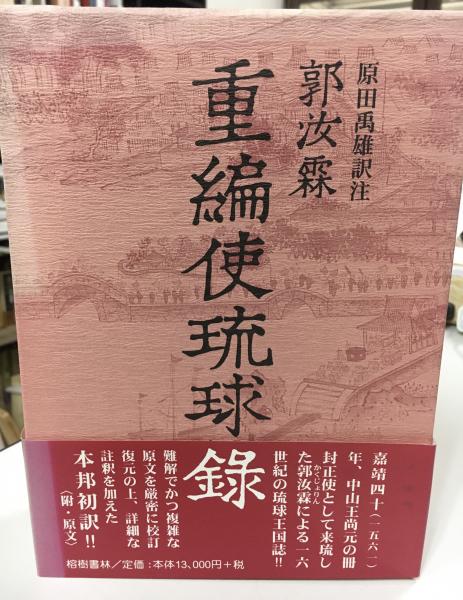 原田禹雄訳注
郭汝霖
重編使琉球錄
嘉靖四十(一五六一)
年、中山王尚元の冊
封正使として来琉し
た郭汝霖による一六
かくじょりん
世紀の琉球王国誌!!
難解でかつ複雑な
原文を厳密に校訂
復元の上、詳細な
註釈を加えた
本邦初訳!!
(附・原文)
榕樹書林/定価:本体13,000円+税